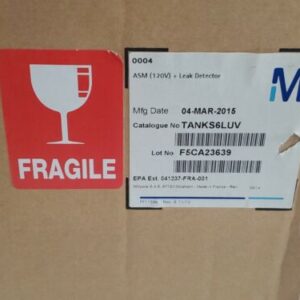 FRAGILE
0004
ASM (120V) + Leak Detector
M
Mfg Date 04-MAR-2015
Catalogue No TANKS6LUV
Lot No F5CA23639
EPA Est. 041237-FRA-001